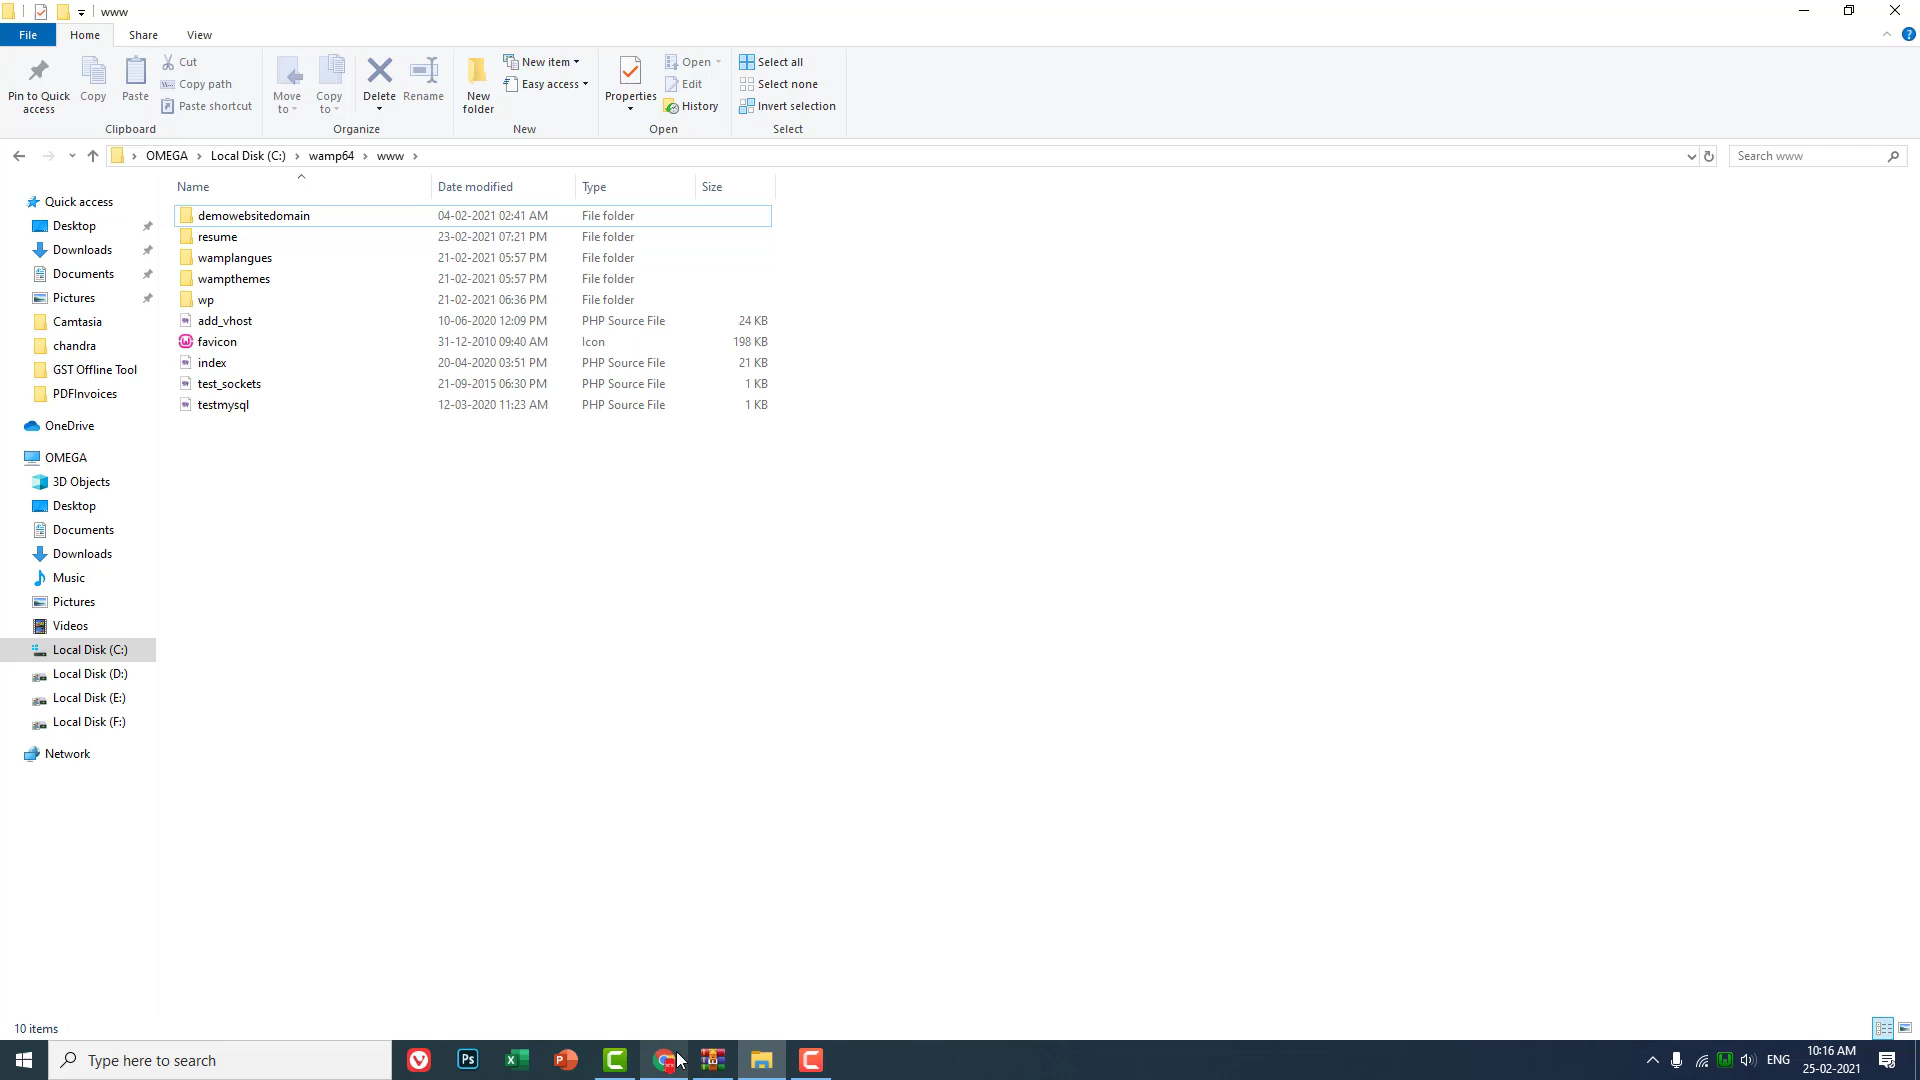 www
File Home Share View
Pin to Quick access
Copy
Paste
Cut
Copy path
Paste shortcut
Clipboard
Move to
Copy to
Delete
Rename
Organize
New folder
New item
Easy access
New
Properties
Open
Edit
History
Open
Select all
Select none
Invert selection
Select
OMEGA > Local Disk (C:) > wamp64 > www >
Search www
Quick access
Desktop
Downloads
Documents
Pictures
Camtasia
chandra
GST Offline Tool
PDFInvoices
OneDrive
OMEGA
3D Objects
Desktop
Documents
Downloads
Music
Pictures
Videos
Local Disk (C:)
Local Disk (D:)
Local Disk (E:)
Local Disk (F:)
Network
Name Date modified Type Size
demowebsitedomain 04-02-2021 02:41 AM File folder
resume 23-02-2021 07:21 PM File folder
wamplangues 21-02-2021 05:57 PM File folder
wampthemes 21-02-2021 05:57 PM File folder
wp 21-02-2021 06:36 PM File folder
add_vhost 10-06-2020 12:09 PM PHP Source File 24 KB
favicon 31-12-2010 09:40 AM Icon 198 KB
index 20-04-2020 03:51 PM PHP Source File 21 KB
test_sockets 21-09-2015 06:30 PM PHP Source File 1 KB
testmysql 12-03-2020 11:23 AM PHP Source File 1 KB
10 items
Type here to search
Ps
ENG
10:16 AM
25-02-2021